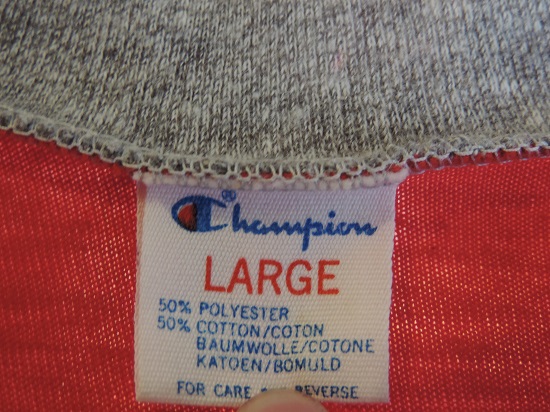 Champion®
LARGE
50% POLYESTER
50% COTTON/COTON
BAUMWOLLE/COTONE
KATOEN/BOMULD
FOR CARE REVERSE